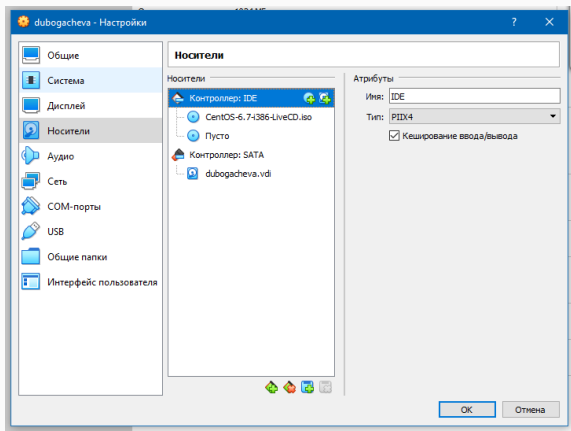 dubogacheva - Настройки
Общие
Система
Дисплей
Носители
Аудио
Сеть
COM-порты
USB
Общие папки
Интерфейс пользователя
Носители
Носители
Контроллер: IDE
CentOS-6.7-i386-LiveCD.iso
Пусто
Контроллер: SATA
dubogacheva.vdi
Атрибуты
Имя: IDE
Тип: PIIX4
Кеширование ввода/вывода
OK Отмена